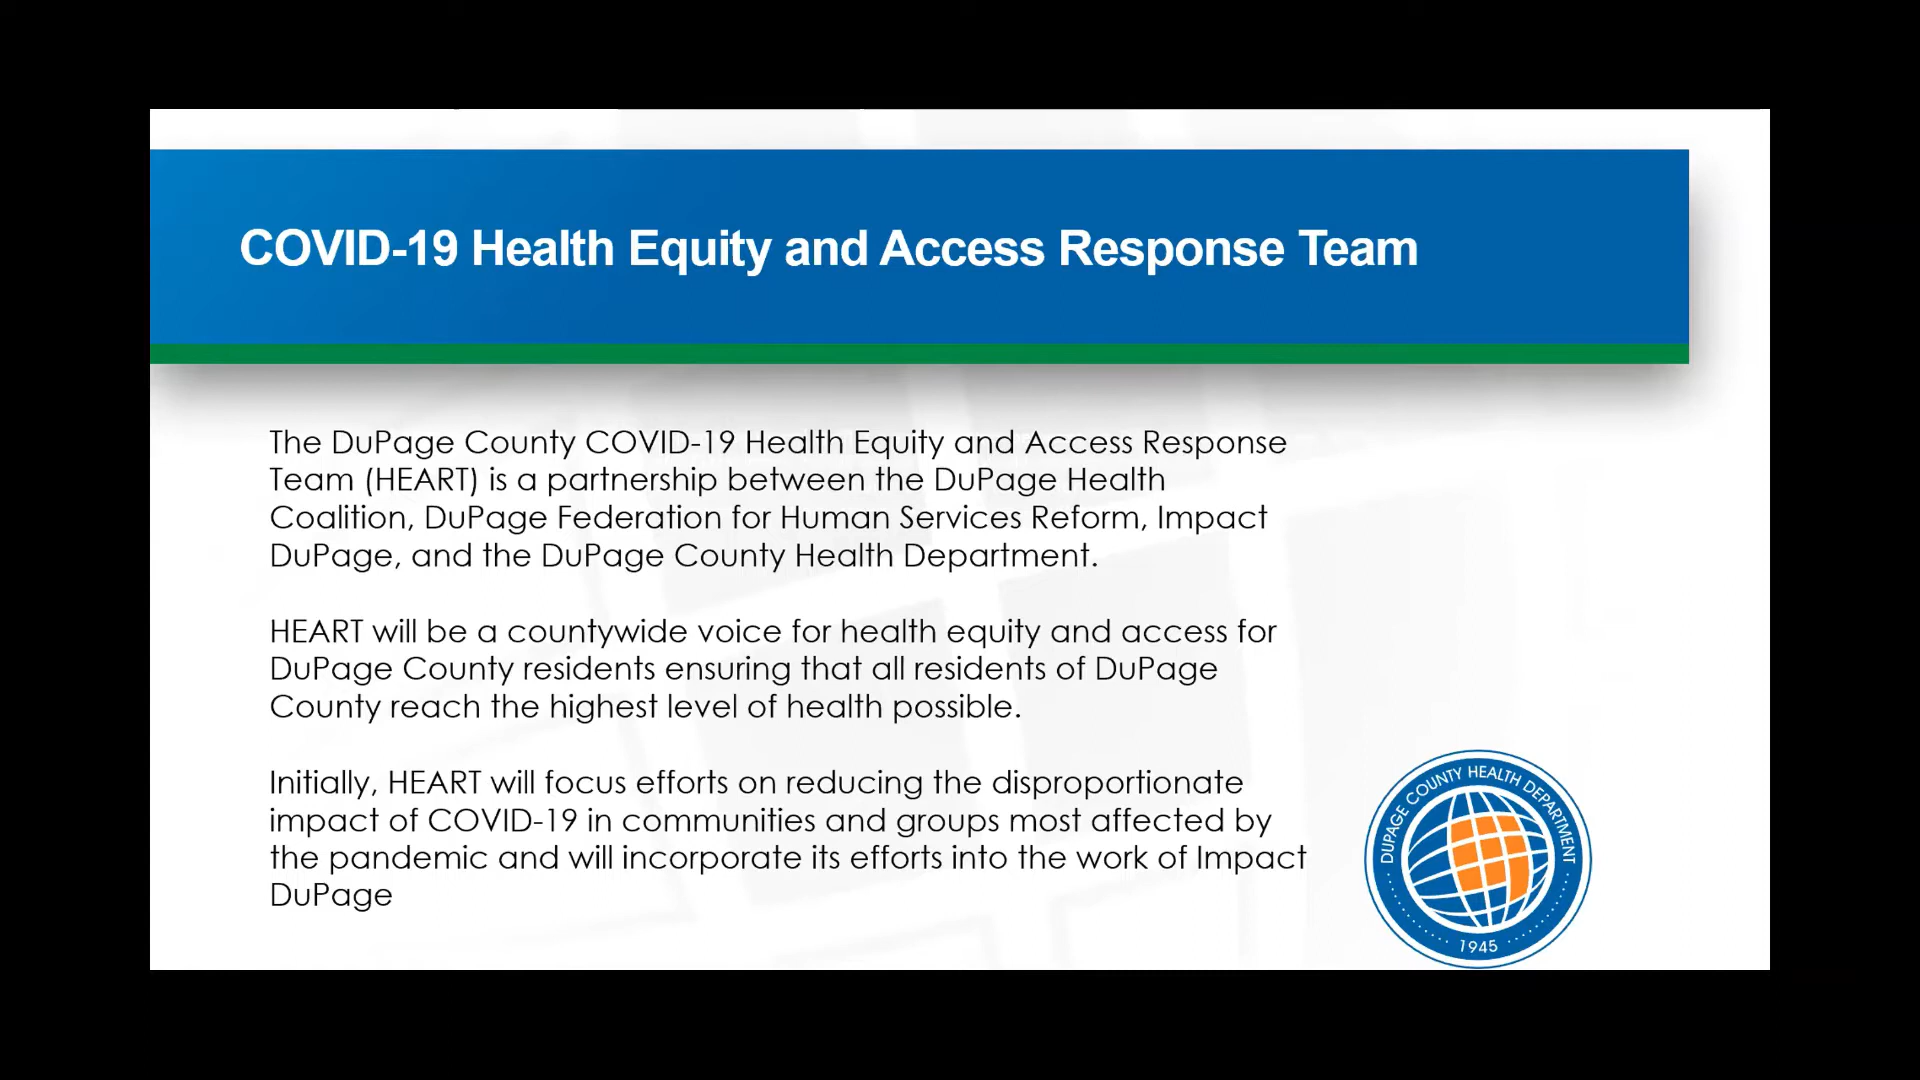 COVID-19 Health Equity and Access Response Team
The DuPage County COVID-19 Health Equity and Access Response
Team (HEART) is a partnership between the DuPage Health
Coalition, DuPage Federation for Human Services Reform, Impact
DuPage, and the DuPage County Health Department.
HEART will be a countywide voice for health equity and access for
DuPage County residents ensuring that all residents of DuPage
County reach the highest level of health possible.
Initially, HEART will focus efforts on reducing the disproportionate
impact of COVID-19 in communities and groups most affected by
the pandemic and will incorporate its efforts into the work of Impact
DuPage
DUPAGE COUNTY HEALTH DEPARTMENT
1945